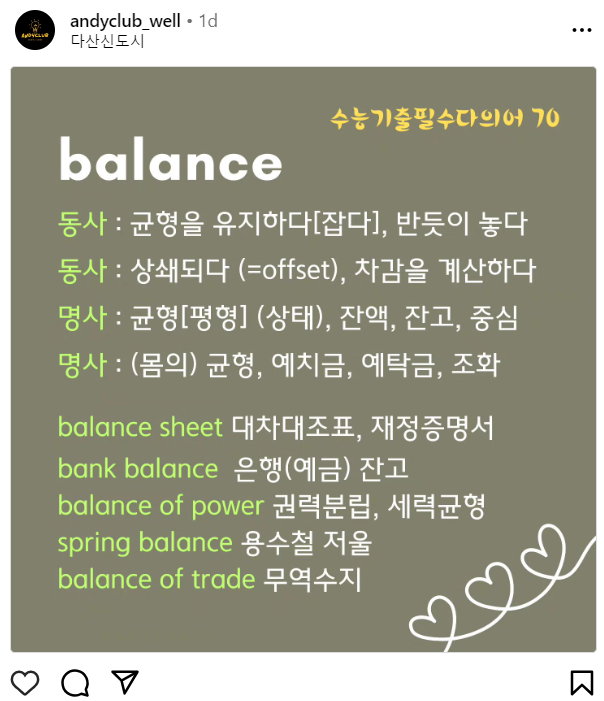 andyclub_well • 1d
다산신도시
ANDYCLUB
수능기출필수다의어 70
balance
동사 : 균형을 유지하다[잡다], 반듯이 놓다
동사 : 상쇄되다 (=offset), 차감을 계산하다
명사 : 균형[평형] (상태), 잔액, 잔고, 중심
명사 : (몸의) 균형, 예치금, 예탁금, 조화
balance sheet 대차대조표, 재정증명서
bank balance 은행(예금) 잔고
balance of power 권력분립, 세력균형
spring balance 용수철 저울
balance of trade 무역수지